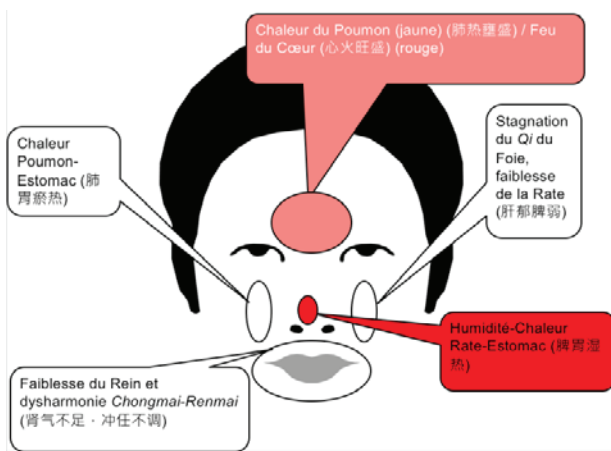 Chaleur du Poumon (jaune) (肺热壅盛) / Feu
du Cœur (心火旺盛) (rouge)
Chaleur
Poumon-
Estomac (肺
胃瘀热)
Stagnation
du Qi du
Foie,
faiblesse
de la Rate
(肝郁脾弱)
Humidité-Chaleur
Rate-Estomac (脾胃湿
热)
Faiblesse du Rein et
dysharmonie Chongmai-Renmai
(肾气不足，冲任不调)